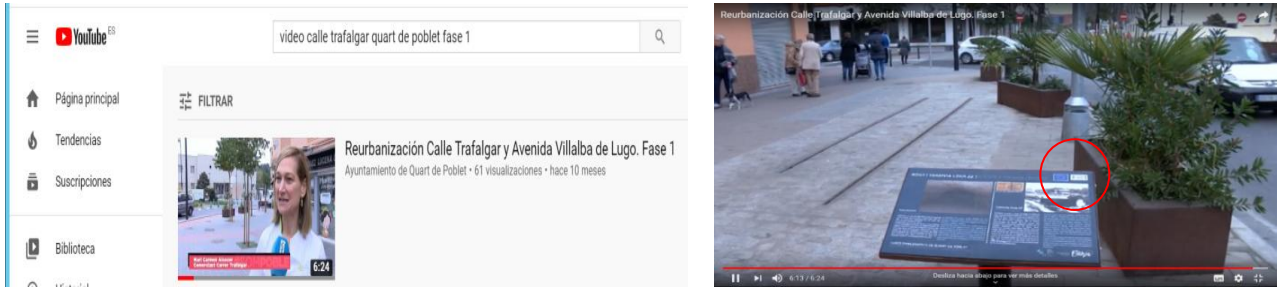 YouTube ES
video calle trafalgar quart de poblet fase 1
Página principal
Tendencias
Suscripciones
Biblioteca
Historial
FILTRAR
Reurbanización Calle Trafalgar y Avenida Villalba de Lugo. Fase 1
Ayuntamiento de Quart de Poblet • 61 visualizaciones • hace 10 meses
6:24
Reurbanización Calle Trafalgar y Avenida Villalba de Lugo. Fase 1
6:13 / 6:24
Desliza hacia abajo para ver más detalles